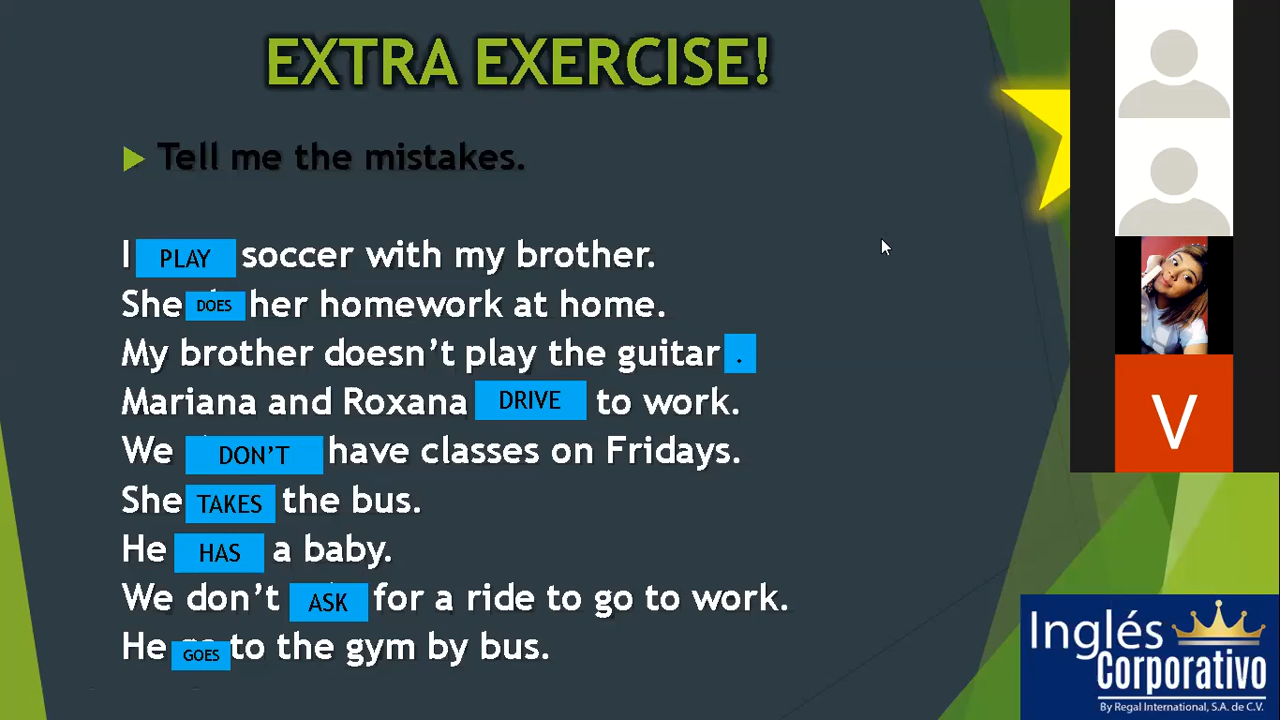 EXTRA EXERCISE!
Tell me the mistakes.
I PLAY soccer with my brother.
She DOES her homework at home.
My brother doesn't play the guitar .
Mariana and Roxana DRIVE to work.
We DON'T have classes on Fridays.
She TAKES the bus.
He HAS a baby.
We don't ASK for a ride to go to work.
He GOES to the gym by bus.
V
Inglés
Corporativo
By Regal International, S.A. de C.V.